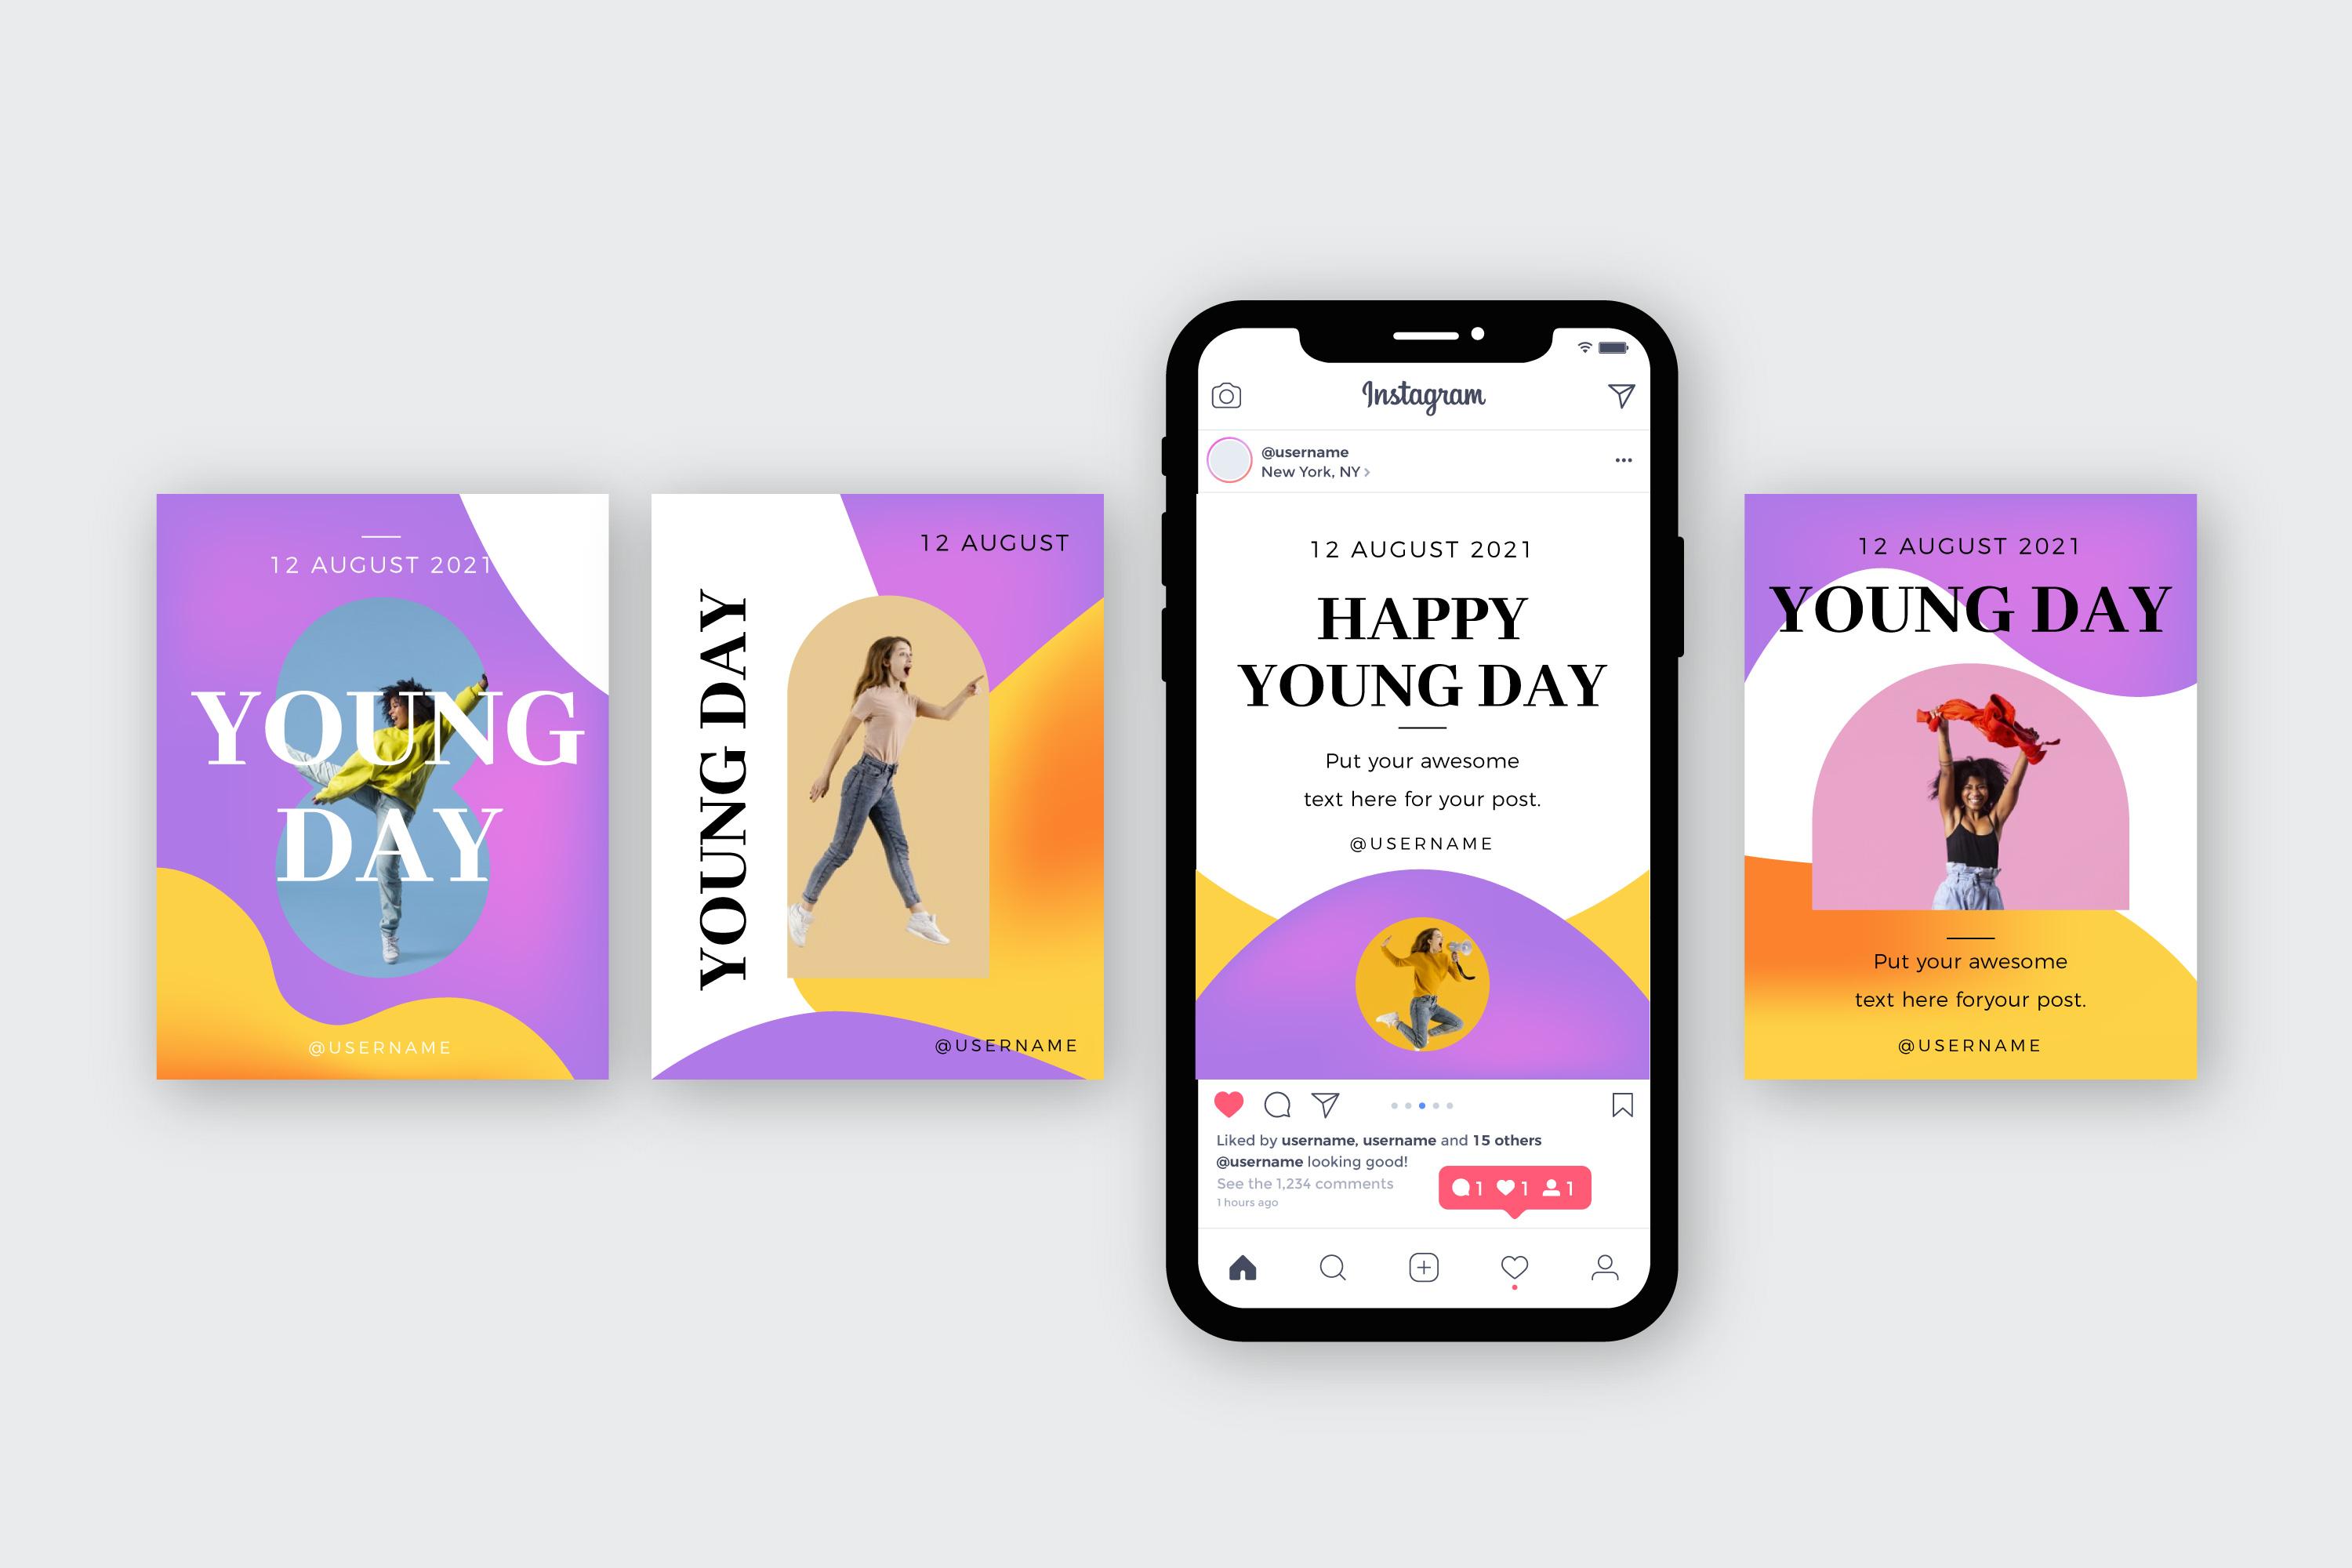 12 AUGUST 2021
YOUNG
DAY
@USERNAME
YOUNG DAY
12 AUGUST
@USERNAME
Instagram
@username
New York, NY >
12 AUGUST 2021
HAPPY
YOUNG DAY
Put your awesome
text here for your post.
@USERNAME
Liked by username, username and 15 others
@username looking good!
See the 1,234 comments
1 hours ago
1 1 1
12 AUGUST 2021
YOUNG DAY
Put your awesome
text here foryour post.
@USERNAME